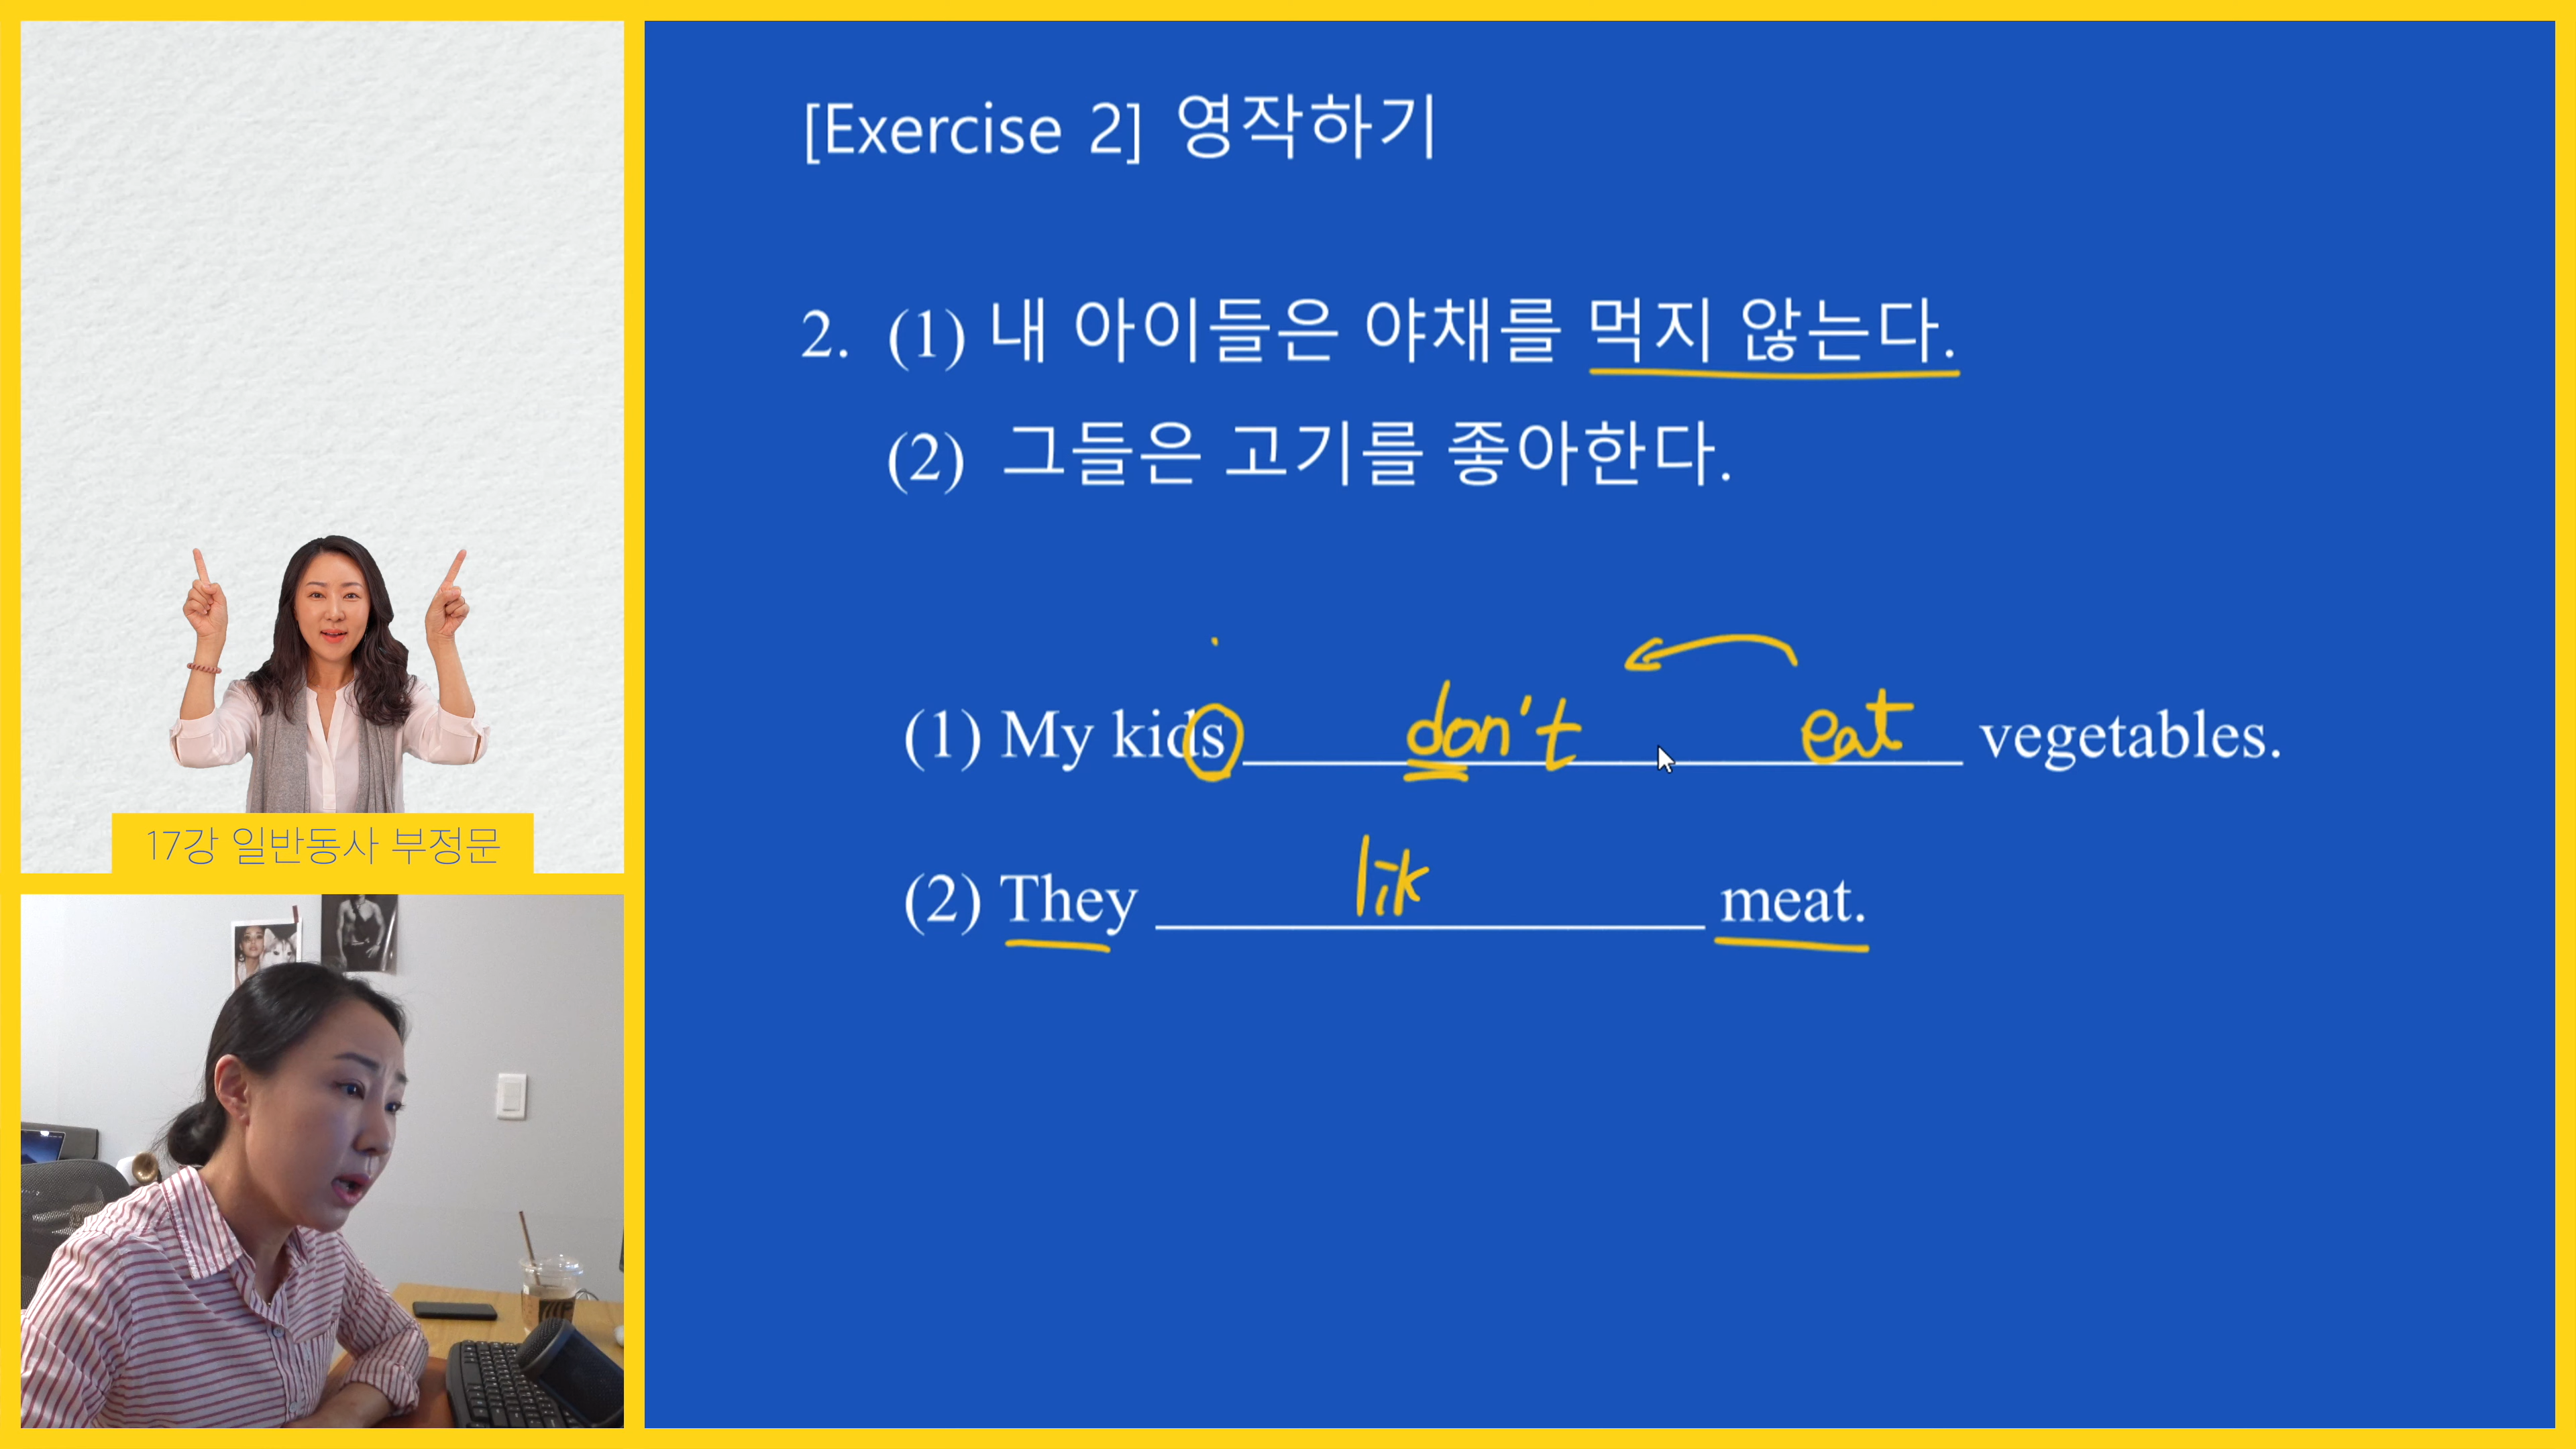 [Exercise 2] 영작하기
2. (1) 내 아이들은 야채를 먹지 않는다.
(2) 그들은 고기를 좋아한다.
(1) My kids don't eat vegetables.
(2) They lik meat.
17강 일반동사 부정문